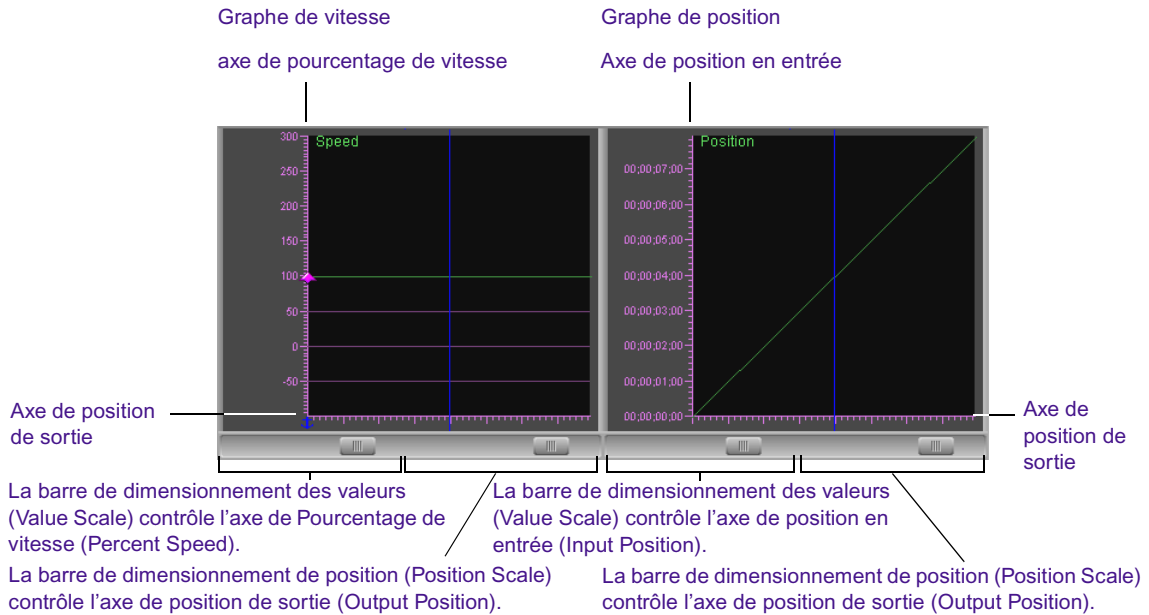 Graphe de vitesse
Graphe de position
axe de pourcentage de vitesse
Axe de position en entrée
Speed
300
250
200
150
100
50
0
-50
Position
00;00;07;00
00;00;06;00
00;00;05;00
00;00;04;00
00;00;03;00
00;00;02;00
00;00;01;00
00;00;00;00
Axe de position
de sortie
Axe de
position de
sortie
La barre de dimensionnement des valeurs
(Value Scale) contrôle l’axe de Pourcentage de
vitesse (Percent Speed).
La barre de dimensionnement des valeurs
(Value Scale) contrôle l’axe de position en
entrée (Input Position).
La barre de dimensionnement de position (Position Scale)
contrôle l’axe de position de sortie (Output Position).
La barre de dimensionnement de position (Position Scale)
contrôle l’axe de position de sortie (Output Position).